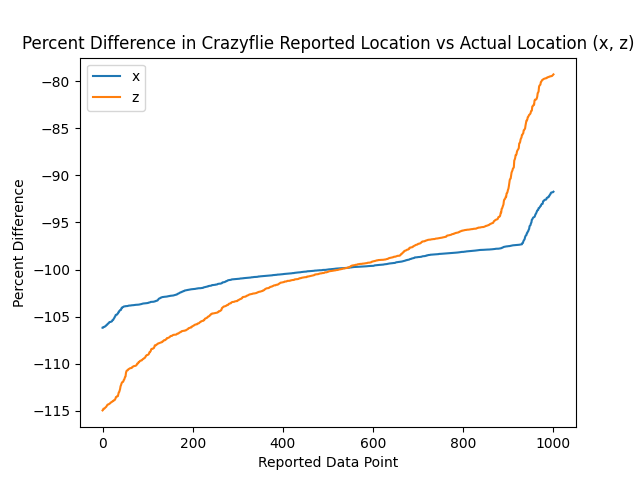 Percent Difference in Crazyflie Reported Location vs Actual Location (x, z)
x
z
−80
−85
−90
−95
−100
−105
−110
−115
Percent Difference
0
200
400
600
800
1000
Reported Data Point